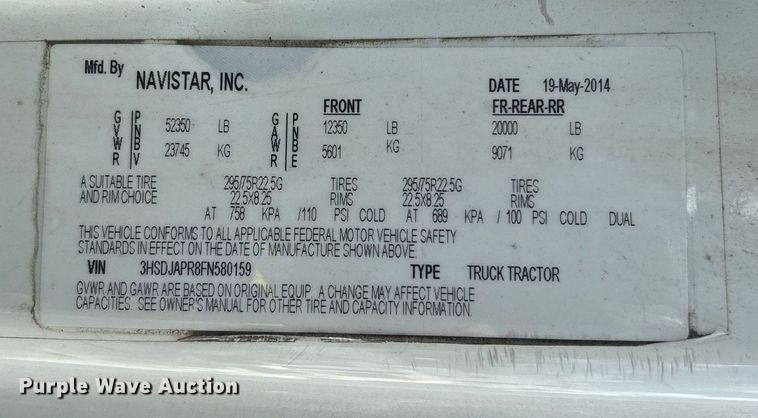 Mfd. By NAVISTAR, INC. DATE 19-May-2014
FRONT FR-REAR-RR
GVWR PNBV 52350 LB GAWR PNBE 12350 LB 20000 LB
23745 KG 5601 KG 9071 KG
A SUITABLE TIRE 295/75R22.5G TIRES 295/75R22.5G TIRES
AND RIM CHOICE 22.5X8.25 RIMS 22.5X8.25 RIMS
AT 758 KPA /110 PSI COLD AT 689 KPA / 100 PSI COLD DUAL
THIS VEHICLE CONFORMS TO ALL APPLICABLE FEDERAL MOTOR VEHICLE SAFETY
STANDARDS IN EFFECT ON THE DATE OF MANUFACTURE SHOWN ABOVE.
VIN 3HSDJAPR8FN580159 TYPE TRUCK TRACTOR
GVWR AND GAWR ARE BASED ON ORIGINAL EQUIP. A CHANGE MAY AFFECT VEHICLE
CAPACITIES. SEE OWNER'S MANUAL FOR OTHER TIRE AND CAPACITY INFORMATION.
Purple Wave Auction